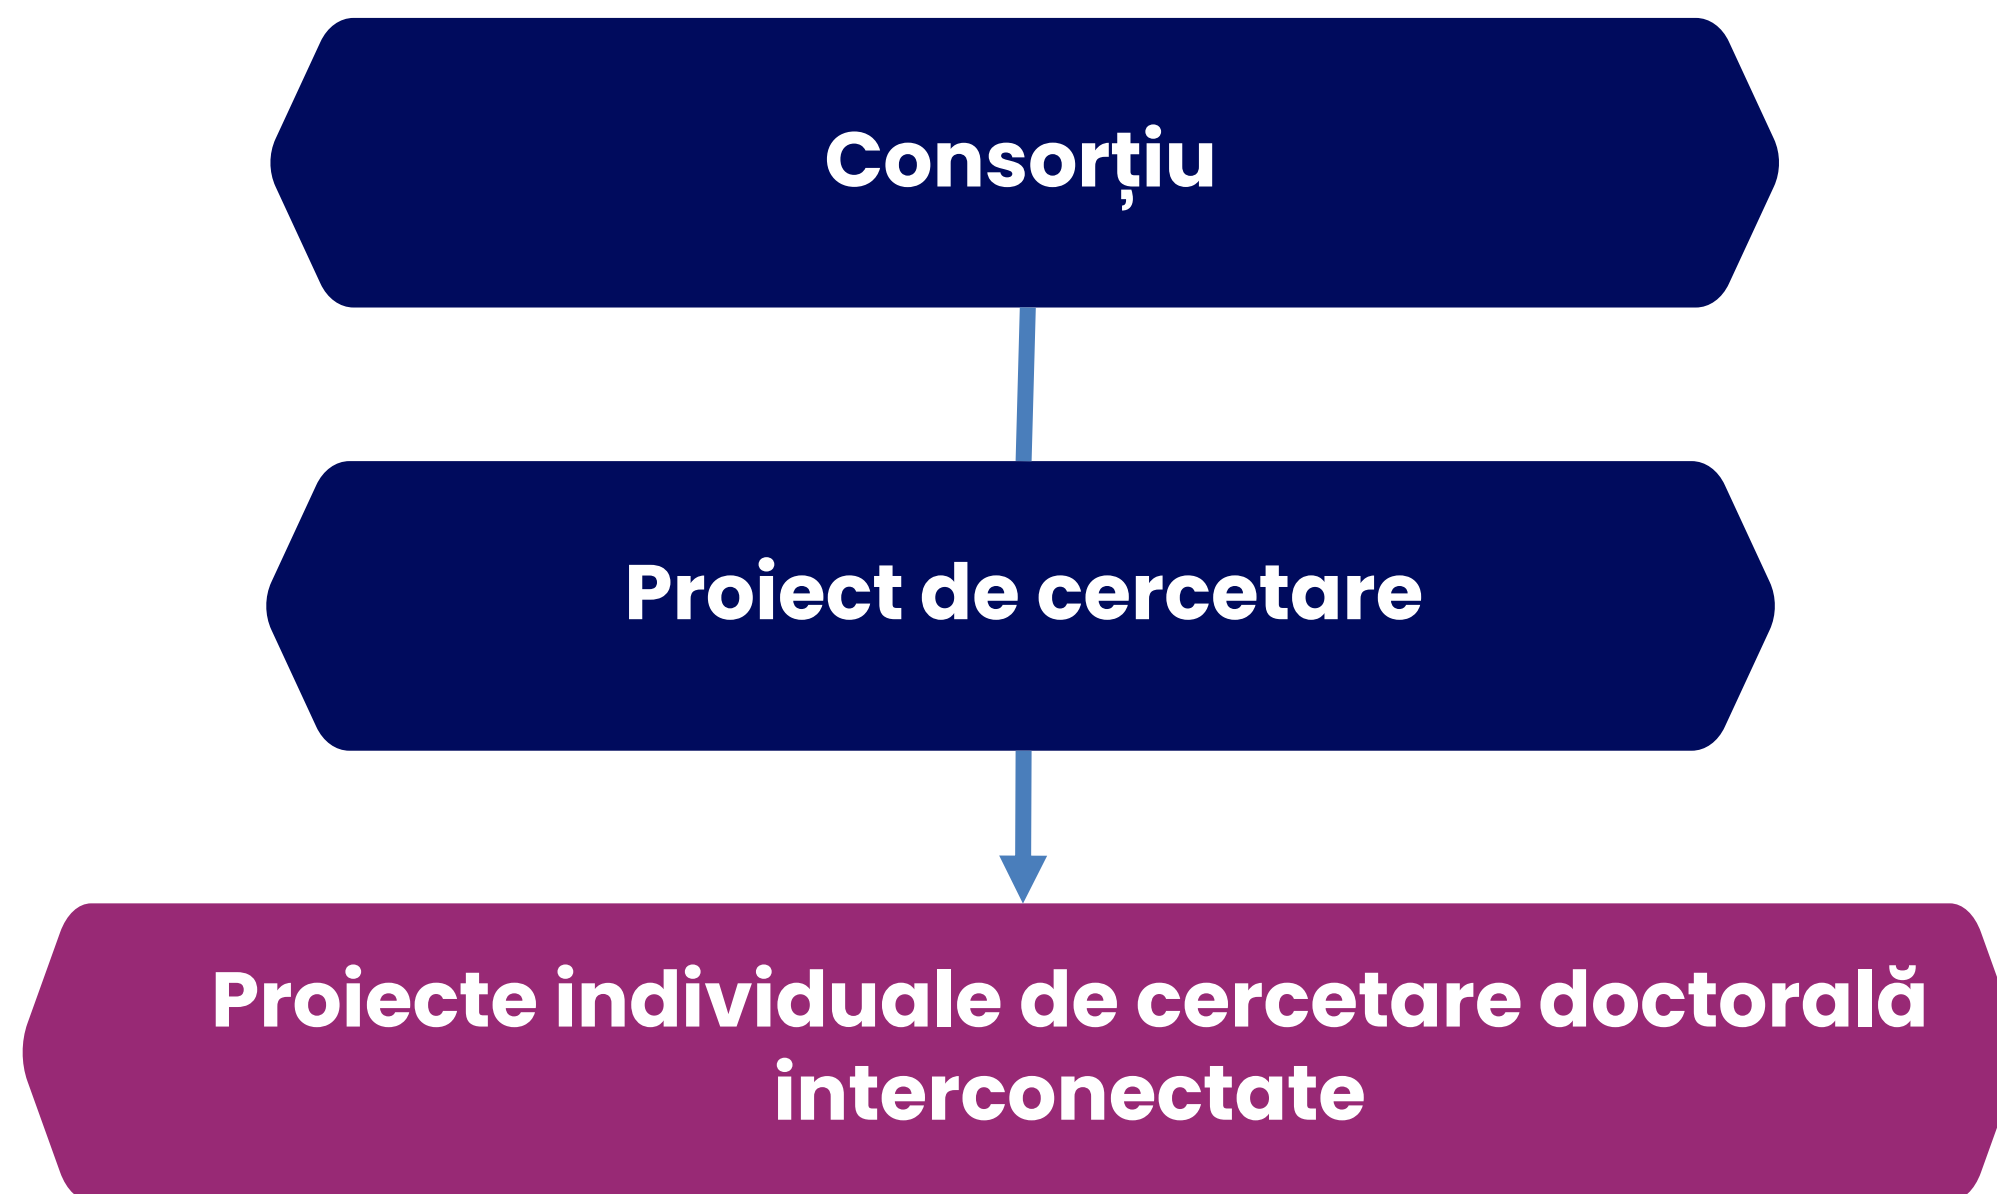 Consorțiu
Proiect de cercetare
Proiecte individuale de cercetare doctorală
interconectate